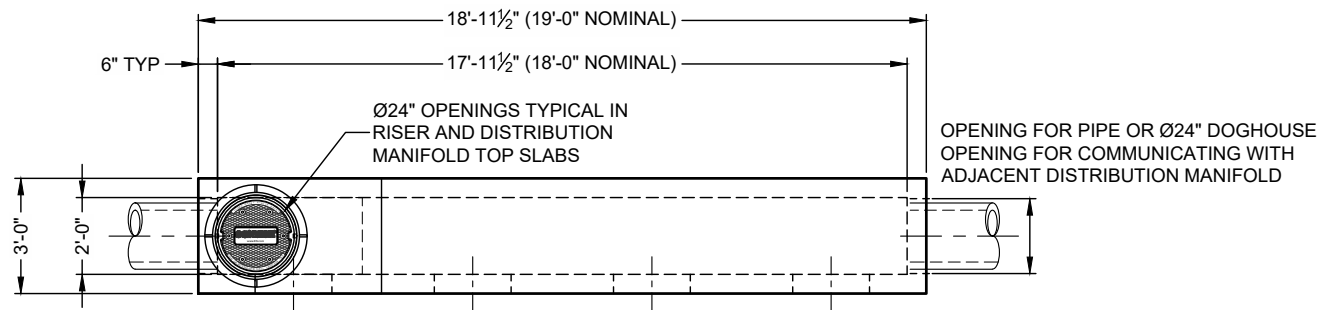 18'-11½" (19'-0" NOMINAL)
6" TYP
17'-11½" (18'-0" NOMINAL)
Ø24" OPENINGS TYPICAL IN
RISER AND DISTRIBUTION
MANIFOLD TOP SLABS
OPENING FOR PIPE OR Ø24" DOGHOUSE
OPENING FOR COMMUNICATING WITH
ADJACENT DISTRIBUTION MANIFOLD
3'-0"
2'-0"